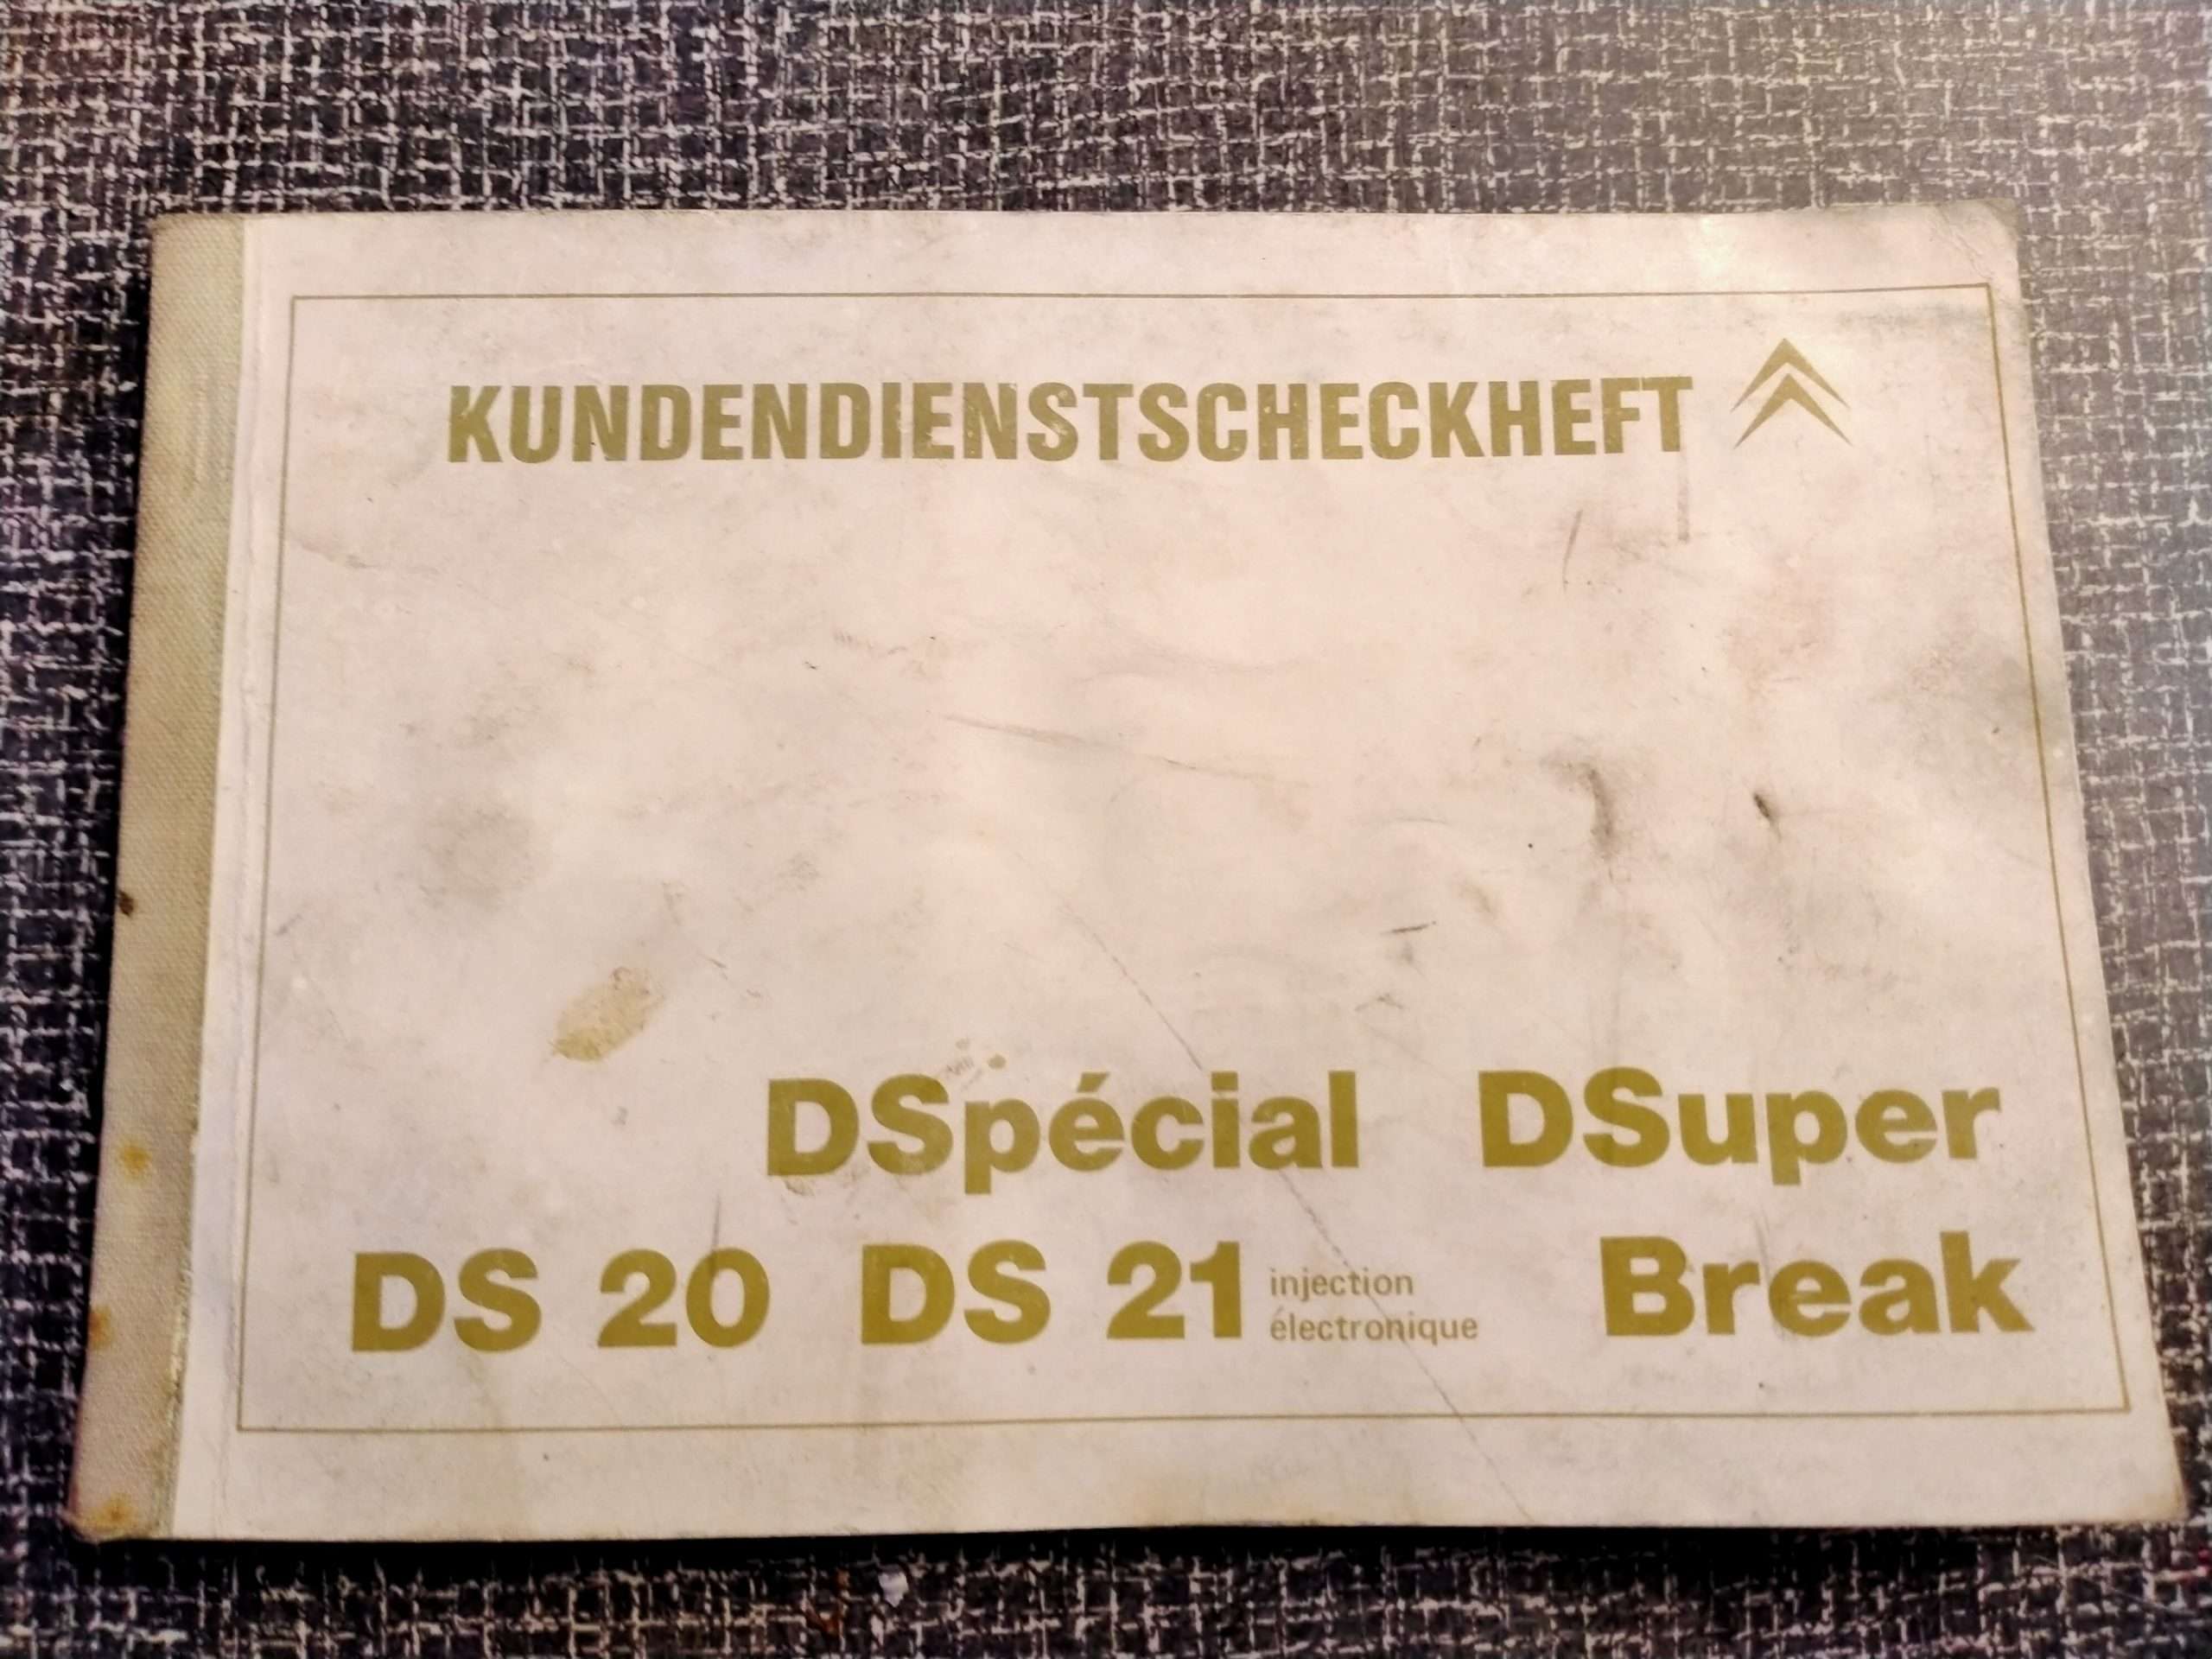 KUNDENDIENSTSCHECKHEFT
DSpécial DSuper
DS 20 DS 21 injection électronique Break